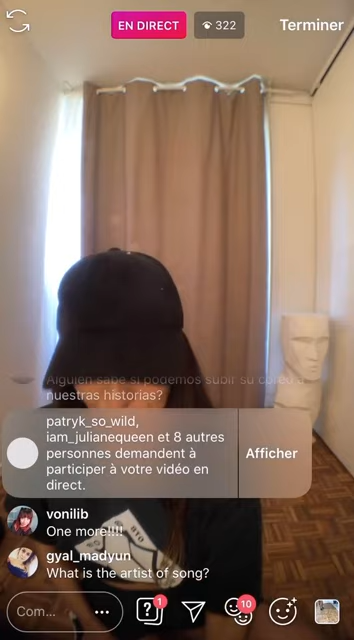 EN DIRECT
322
Terminer
Alguien sabe si podemos subir su coreo a
nuestras historias?
patryk_so_wild,
iam_julianequeen et 8 autres
personnes demandent à
participer à votre vidéo en
direct.
Afficher
vonilib
One more!!!!
gyal_madyun
What is the artist of song?
Com...
1
10